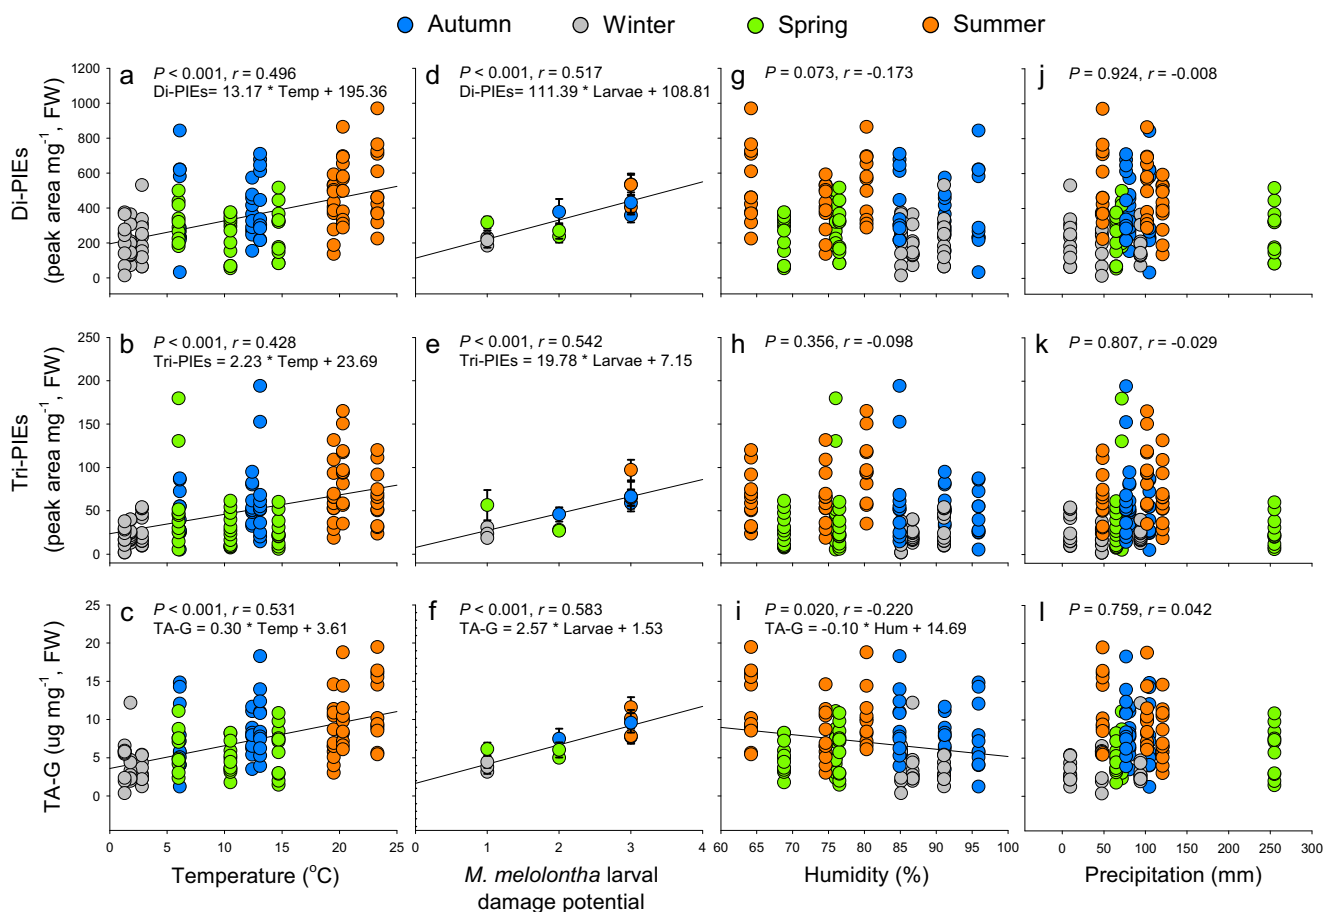 Autumn Winter Spring Summer
a
P < 0.001, r = 0.496
Di-PIEs= 13.17 * Temp + 195.36
d
P < 0.001, r = 0.517
Di-PIEs= 111.39 * Larvae + 108.81
g
P = 0.073, r = -0.173
j
P = 0.924, r = -0.008
Di-PIEs
(peak area mg⁻¹, FW)
1200
1000
800
600
400
200
0
b
P < 0.001, r = 0.428
Tri-PIEs = 2.23 * Temp + 23.69
e
P < 0.001, r = 0.542
Tri-PIEs = 19.78 * Larvae + 7.15
h
P = 0.356, r = -0.098
k
P = 0.807, r = -0.029
Tri-PIEs
(peak area mg⁻¹, FW)
250
200
150
100
50
0
c
P < 0.001, r = 0.531
TA-G = 0.30 * Temp + 3.61
f
P < 0.001, r = 0.583
TA-G = 2.57 * Larvae + 1.53
i
P = 0.020, r = -0.220
TA-G = -0.10 * Hum + 14.69
l
P = 0.759, r = 0.042
TA-G (ug mg⁻¹, FW)
25
20
15
10
5
0
0 5 10 15 20 25
0 1 2 3 4
60 65 70 75 80 85 90 95 100
0 50 100 150 200 250 300
Temperature (°C)
M. melolontha larval
damage potential
Humidity (%)
Precipitation (mm)